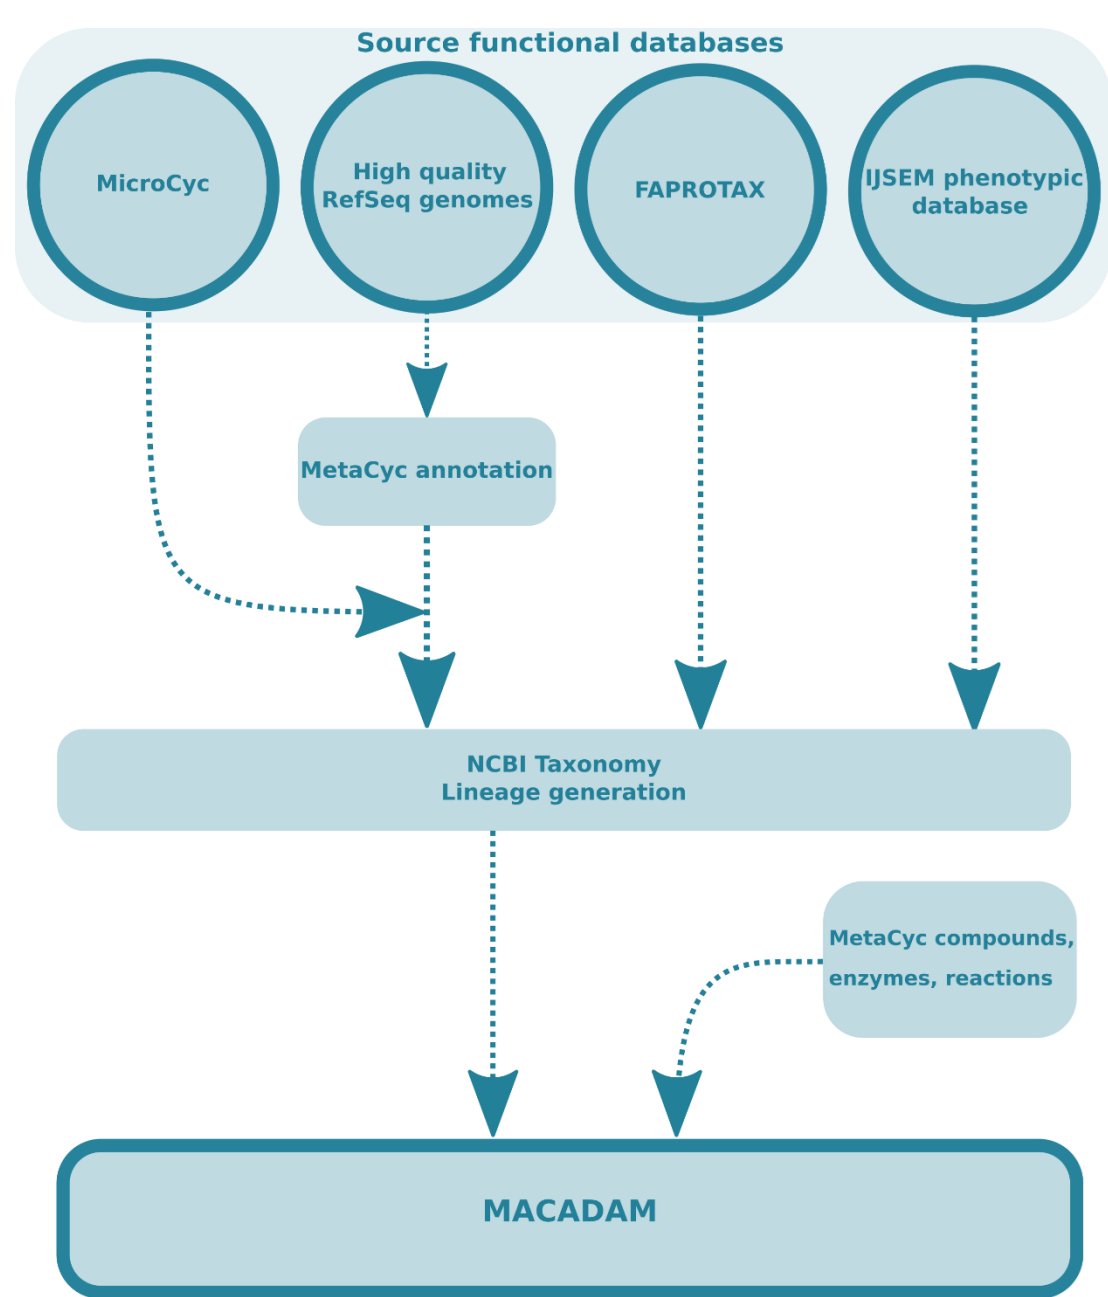 Source functional databases
MicroCyc
High quality
RefSeq genomes
FAPROTAX
IJSEM phenotypic
database
MetaCyc annotation
NCBI Taxonomy
Lineage generation
MetaCyc compounds,
enzymes, reactions
MACADAM